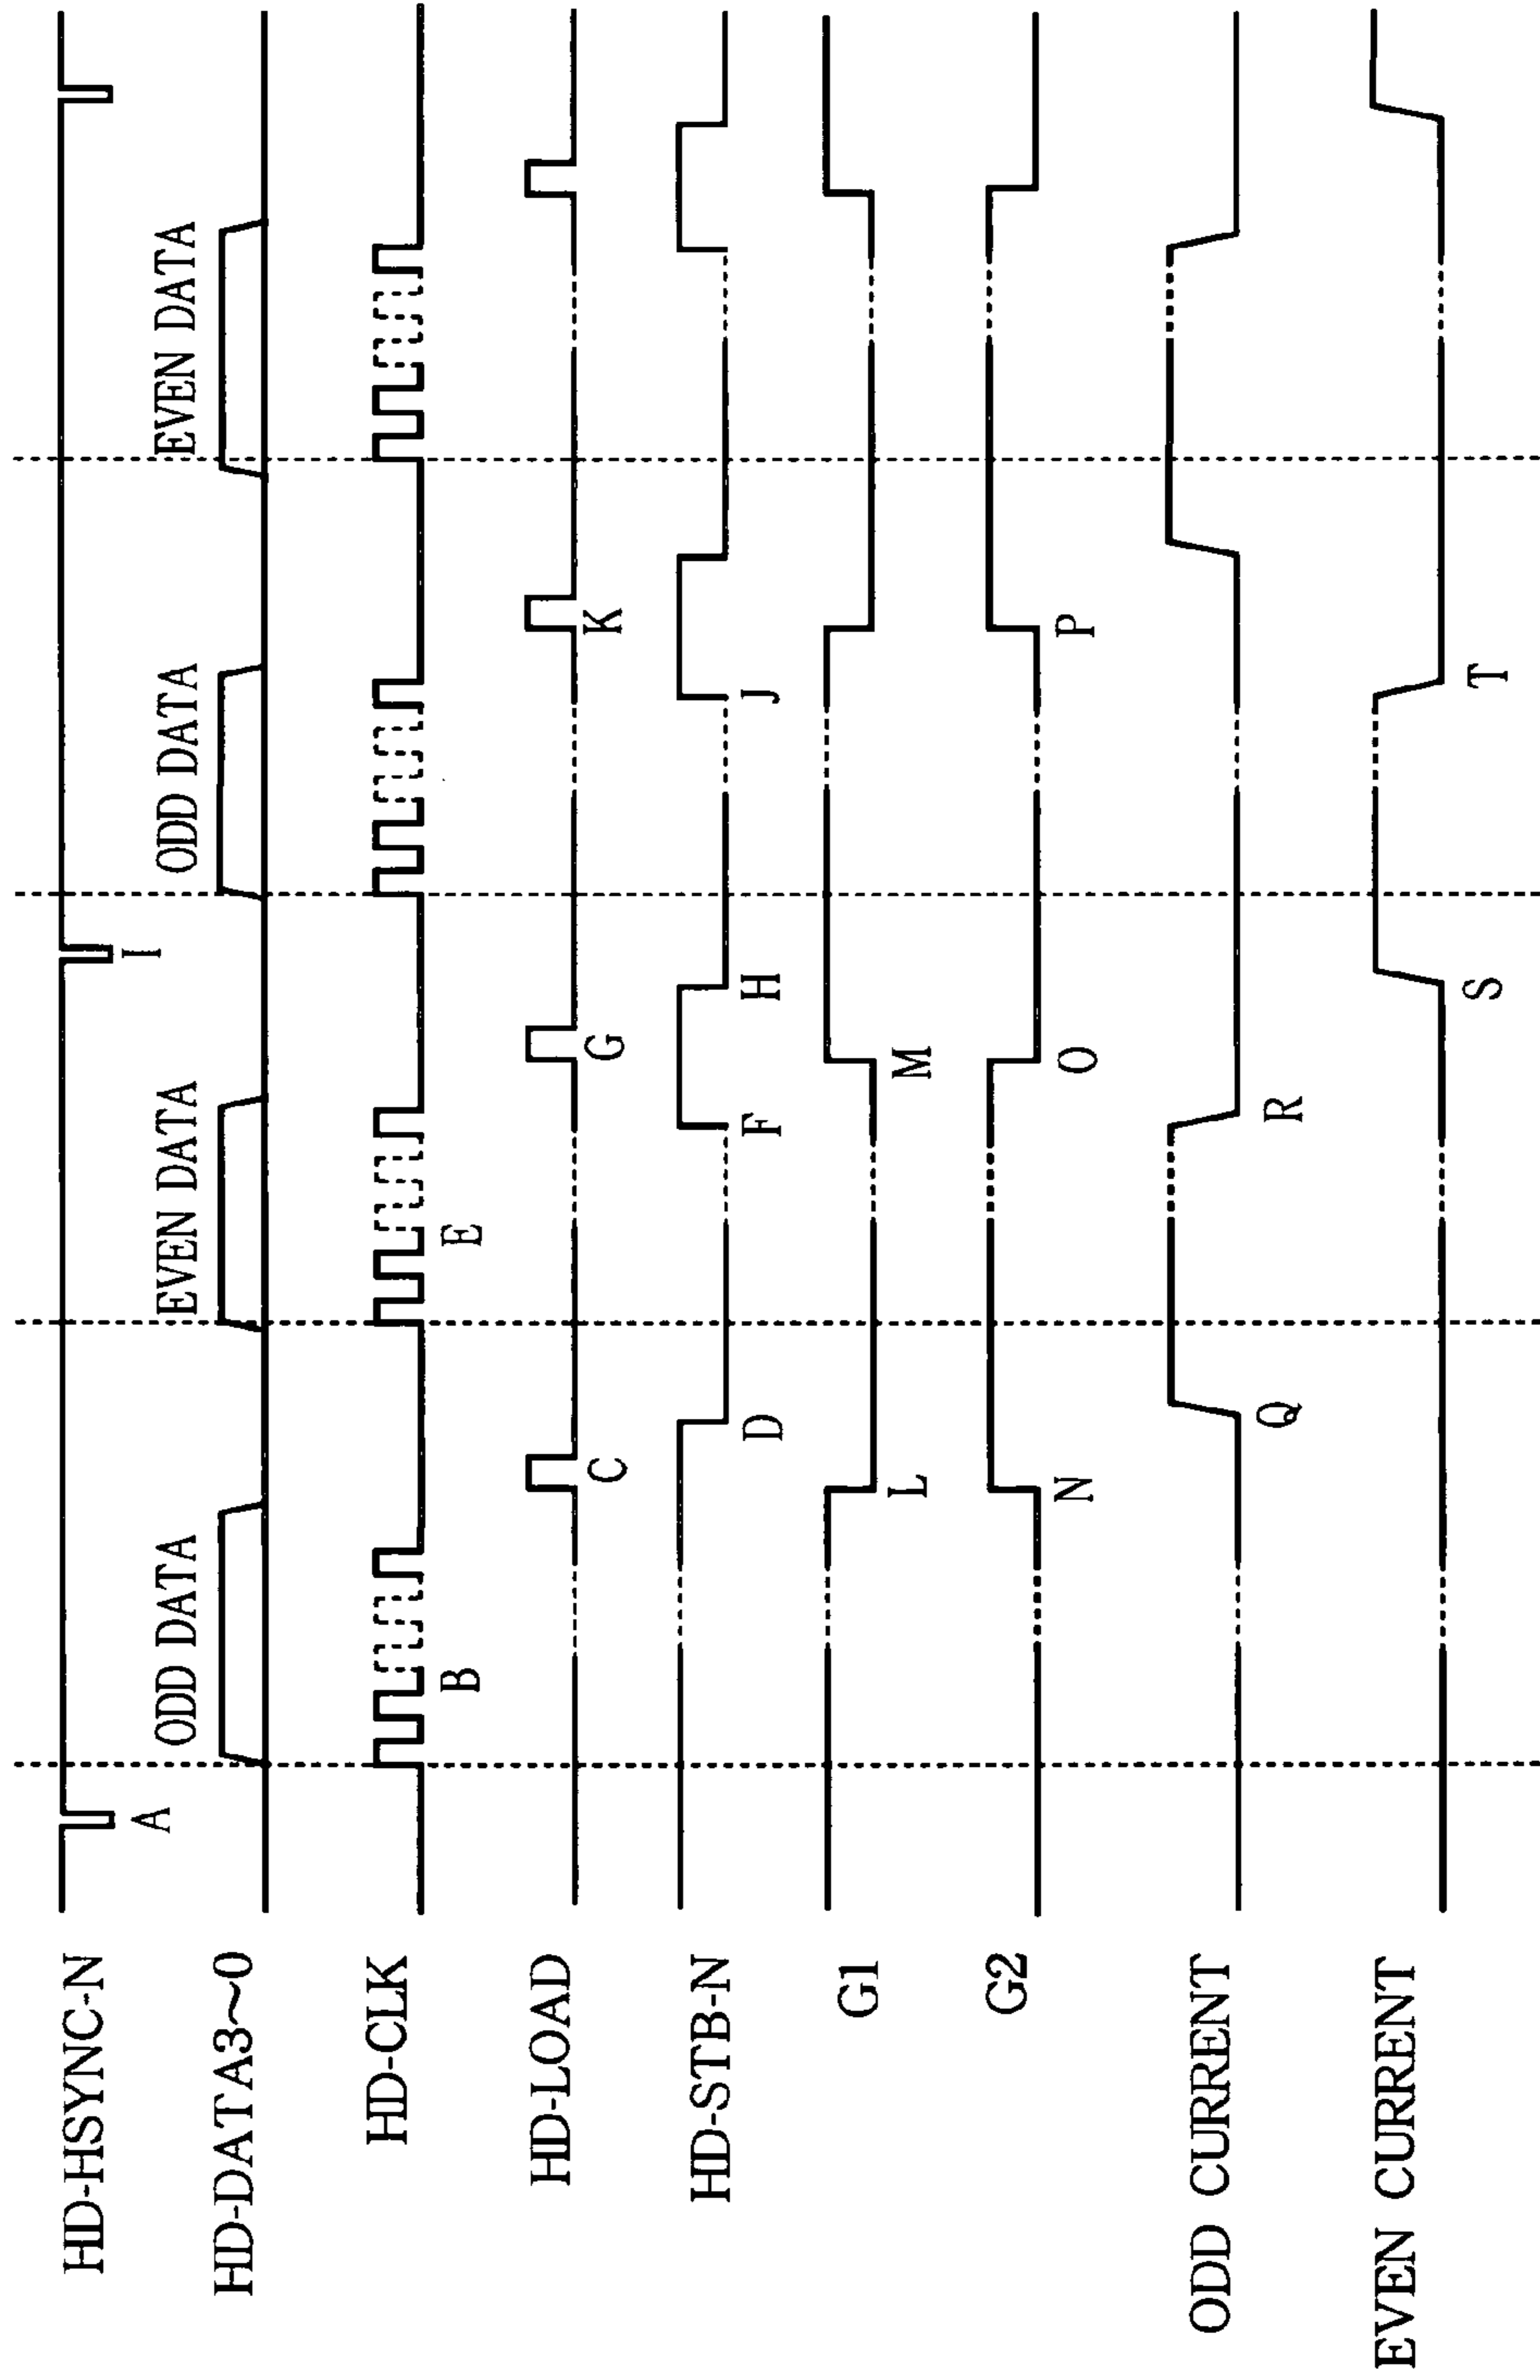 HD-HSYNC-N
A
I
HD-DATA3~0
ODD DATA
EVEN DATA
ODD DATA
EVEN DATA
HD-CLK
B
E
HD-LOAD
C
G
K
HD-STB-N
D
F
H
J
G1
L
M
G2
N
O
P
ODD CURRENT
Q
R
EVEN CURRENT
S
T